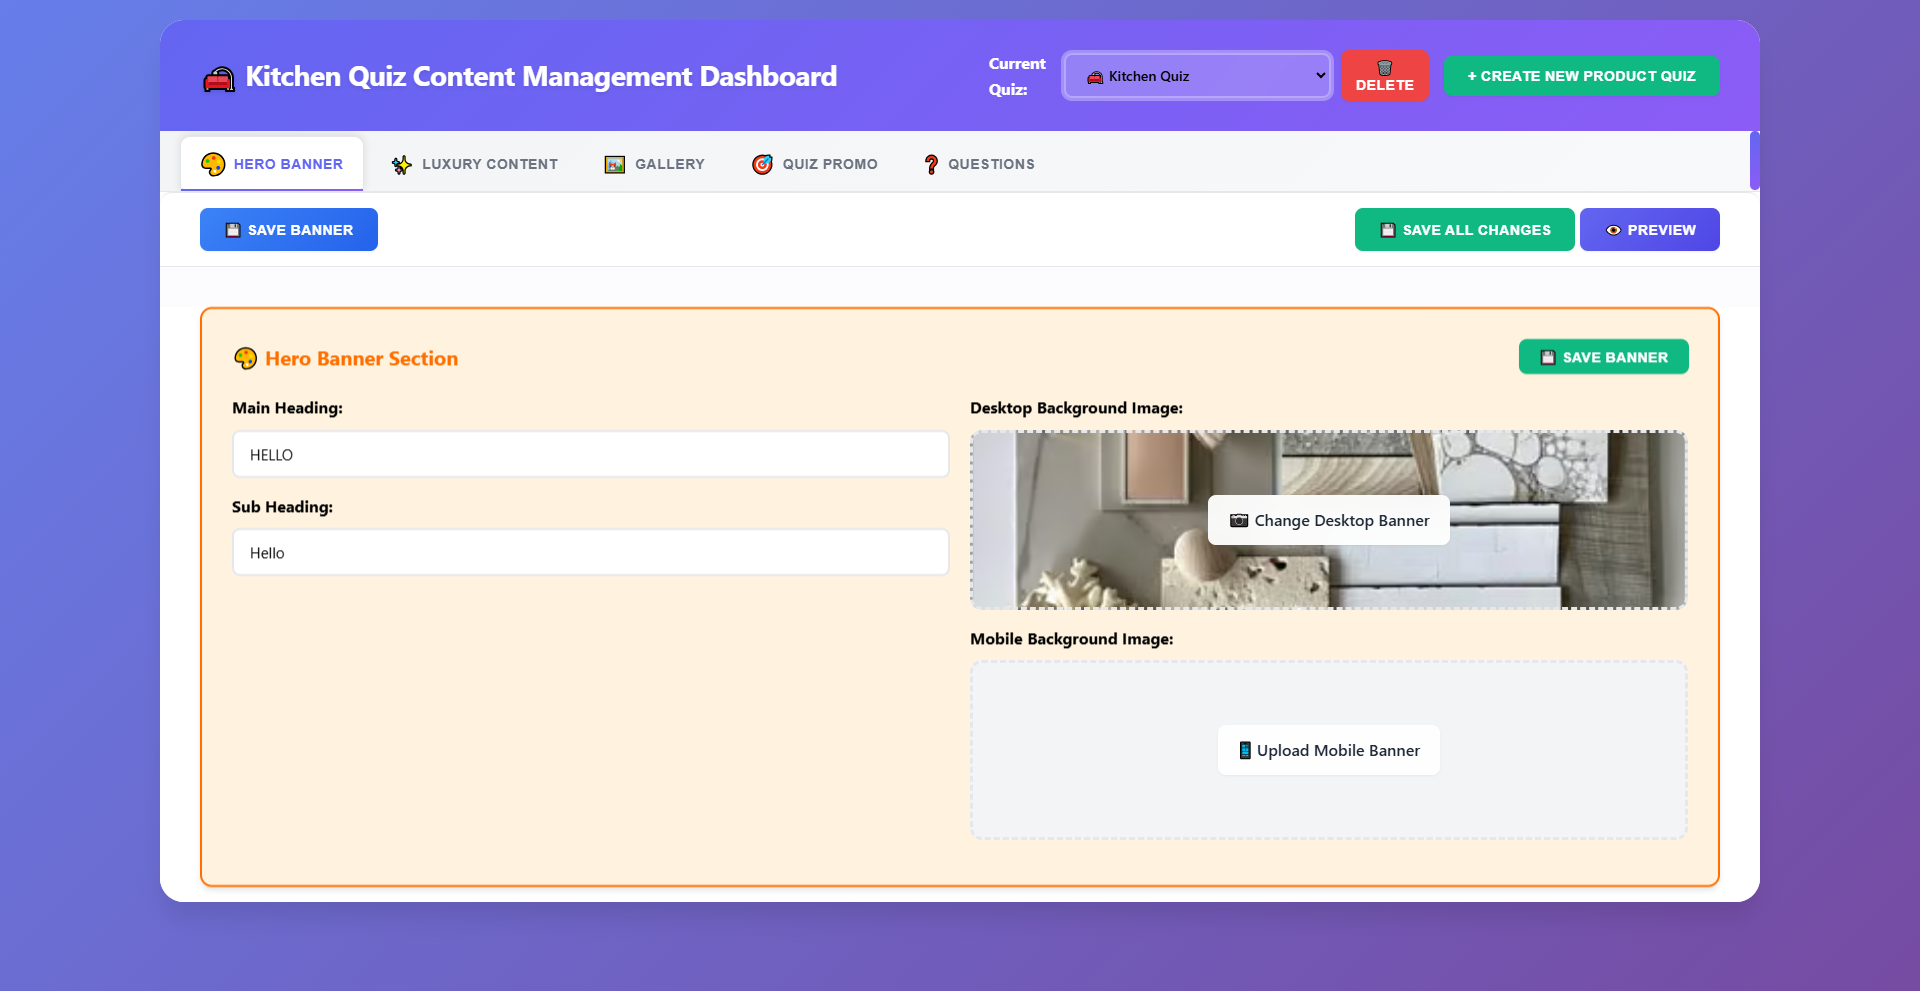 Kitchen Quiz Content Management Dashboard
Current
Quiz:
Kitchen Quiz
DELETE
+ CREATE NEW PRODUCT QUIZ
HERO BANNER
LUXURY CONTENT
GALLERY
QUIZ PROMO
QUESTIONS
SAVE BANNER
SAVE ALL CHANGES
PREVIEW
Hero Banner Section
SAVE BANNER
Main Heading:
HELLO
Sub Heading:
Hello
Desktop Background Image:
Change Desktop Banner
Mobile Background Image:
Upload Mobile Banner